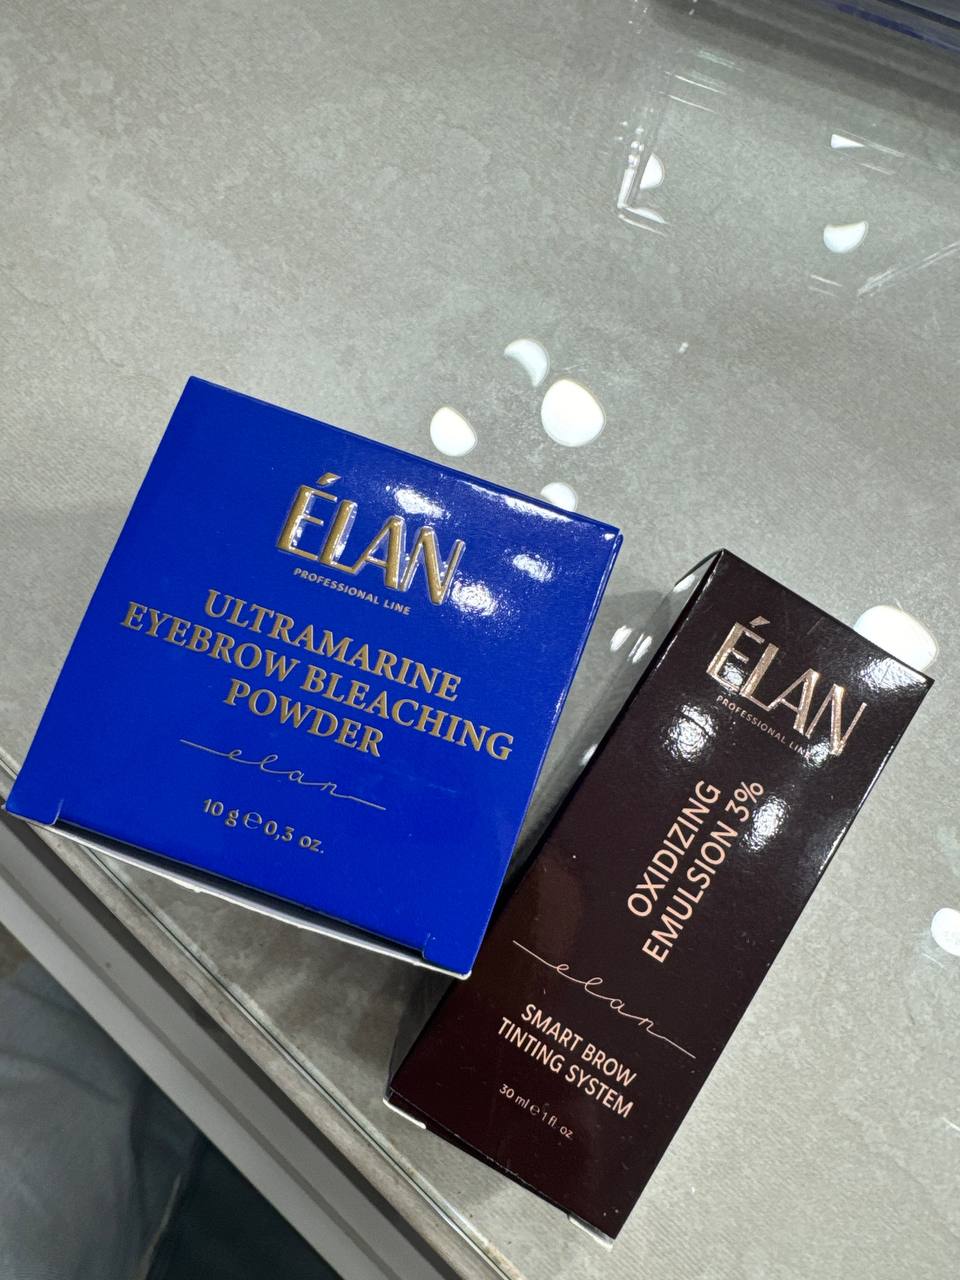 ÉLAN
PROFESSIONAL LINE
ULTRAMARINE
EYEBROW BLEACHING
POWDER
elan
10 g ℮ 0,3 oz.
ÉLAN
PROFESSIONAL LINE
OXIDIZING
EMULSION 3%
elan
SMART BROW
TINTING SYSTEM
30 ml ℮ 1 fl. oz